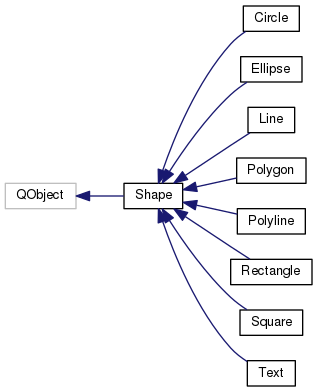 Circle
Ellipse
Line
Polygon
QObject
Shape
Polyline
Rectangle
Square
Text